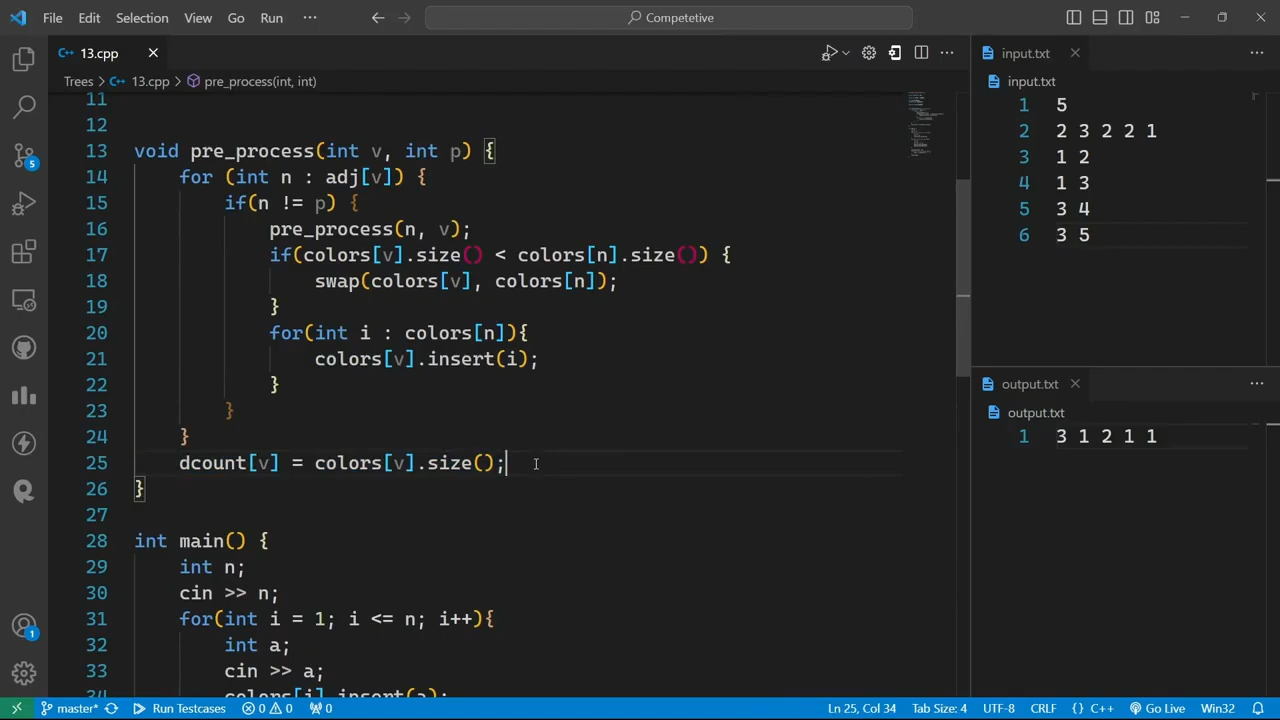 File Edit Selection View Go Run ··· Competetive
C++ 13.cpp
Trees > C++ 13.cpp > pre_process(int, int)
11
12
13 void pre_process(int v, int p) {
14 for (int n : adj[v]) {
15 if(n != p) {
16 pre_process(n, v);
17 if(colors[v].size() < colors[n].size()) {
18 swap(colors[v], colors[n]);
19 }
20 for(int i : colors[n]){
21 colors[v].insert(i);
22 }
23 }
24 }
25 dcount[v] = colors[v].size();
26 }
27
28 int main() {
29 int n;
30 cin >> n;
31 for(int i = 1; i <= n; i++){
32 int a;
33 cin >> a;
34 colors[i].insert(a);
input.txt
input.txt
1 5
2 2 3 2 2 1
3 1 2
4 1 3
5 3 4
6 3 5
output.txt
output.txt
1 3 1 2 1 1
5
1
master* Run Testcases 0 0 0 Ln 25, Col 34 Tab Size: 4 UTF-8 CRLF {} C++ Go Live Win32